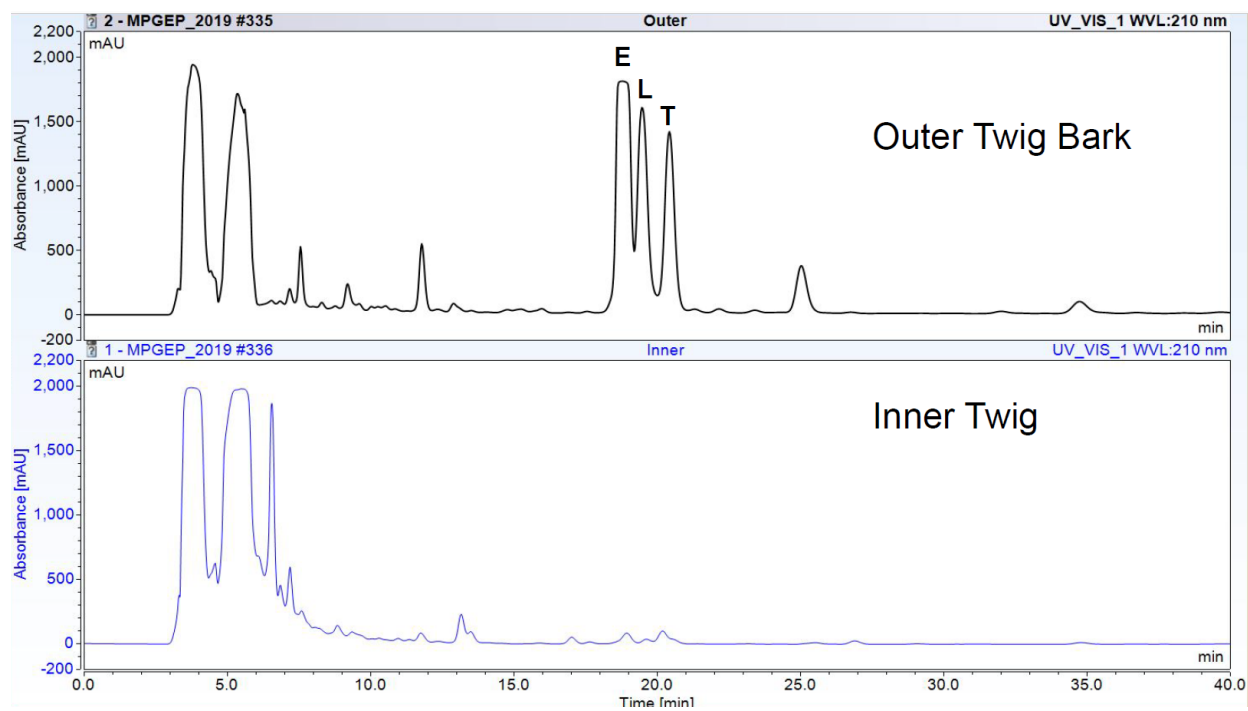 2 - MPGEP_2019 #335 Outer UV_VIS_1 WVL:210 nm
mAU
2,200
2,000
1,500
1,000
500
0
-200
Absorbance [mAU]
E
L
T
Outer Twig Bark
min
1 - MPGEP_2019 #336 Inner UV_VIS_1 WVL:210 nm
mAU
2,200
2,000
1,500
1,000
500
0
-200
Absorbance [mAU]
Inner Twig
min
0.0 5.0 10.0 15.0 20.0 25.0 30.0 35.0 40.0
Time [min]